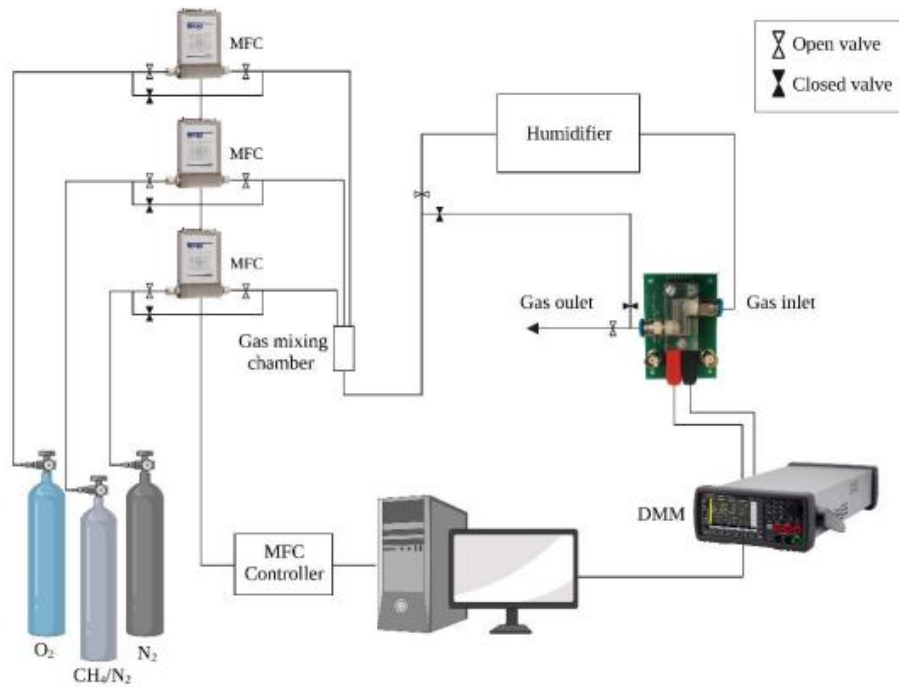 MFC
Open valve
Closed valve
MFC
Humidifier
MFC
Gas oulet
Gas inlet
Gas mixing
chamber
DMM
MFC
Controller
O₂
CH₄/N₂
N₂